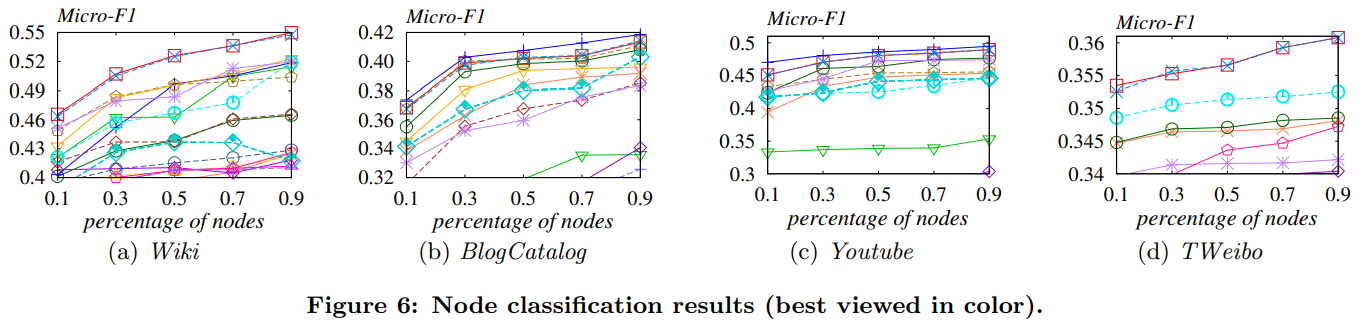 Micro-F1
0.55
0.52
0.49
0.46
0.43
0.4
0.1 0.3 0.5 0.7 0.9
percentage of nodes
(a) Wiki
Micro-F1
0.42
0.40
0.38
0.36
0.34
0.32
0.1 0.3 0.5 0.7 0.9
percentage of nodes
(b) BlogCatalog
Micro-F1
0.5
0.45
0.4
0.35
0.3
0.1 0.3 0.5 0.7 0.9
percentage of nodes
(c) Youtube
Micro-F1
0.36
0.355
0.35
0.345
0.34
0.1 0.3 0.5 0.7 0.9
percentage of nodes
(d) TWeibo
Figure 6: Node classification results (best viewed in color).